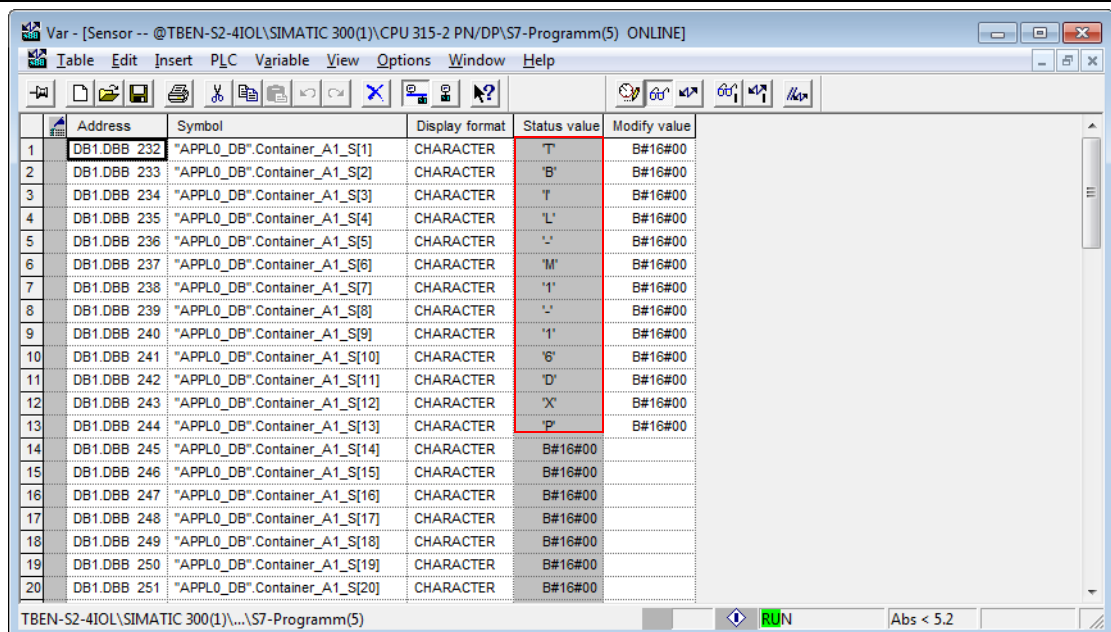 Var - [Sensor -- @TBEN-S2-4IOL\SIMATIC 300(1)\CPU 315-2 PN/DP\S7-Programm(5) ONLINE]
Table Edit Insert PLC Variable View Options Window Help
Address Symbol Display format Status value Modify value
1 DB1.DBB 232 "APPL0_DB".Container_A1_S[1] CHARACTER 'T' B#16#00
2 DB1.DBB 233 "APPL0_DB".Container_A1_S[2] CHARACTER 'B' B#16#00
3 DB1.DBB 234 "APPL0_DB".Container_A1_S[3] CHARACTER 'I' B#16#00
4 DB1.DBB 235 "APPL0_DB".Container_A1_S[4] CHARACTER 'L' B#16#00
5 DB1.DBB 236 "APPL0_DB".Container_A1_S[5] CHARACTER '-' B#16#00
6 DB1.DBB 237 "APPL0_DB".Container_A1_S[6] CHARACTER 'M' B#16#00
7 DB1.DBB 238 "APPL0_DB".Container_A1_S[7] CHARACTER '1' B#16#00
8 DB1.DBB 239 "APPL0_DB".Container_A1_S[8] CHARACTER '-' B#16#00
9 DB1.DBB 240 "APPL0_DB".Container_A1_S[9] CHARACTER '1' B#16#00
10 DB1.DBB 241 "APPL0_DB".Container_A1_S[10] CHARACTER '6' B#16#00
11 DB1.DBB 242 "APPL0_DB".Container_A1_S[11] CHARACTER 'D' B#16#00
12 DB1.DBB 243 "APPL0_DB".Container_A1_S[12] CHARACTER 'X' B#16#00
13 DB1.DBB 244 "APPL0_DB".Container_A1_S[13] CHARACTER 'P' B#16#00
14 DB1.DBB 245 "APPL0_DB".Container_A1_S[14] CHARACTER B#16#00
15 DB1.DBB 246 "APPL0_DB".Container_A1_S[15] CHARACTER B#16#00
16 DB1.DBB 247 "APPL0_DB".Container_A1_S[16] CHARACTER B#16#00
17 DB1.DBB 248 "APPL0_DB".Container_A1_S[17] CHARACTER B#16#00
18 DB1.DBB 249 "APPL0_DB".Container_A1_S[18] CHARACTER B#16#00
19 DB1.DBB 250 "APPL0_DB".Container_A1_S[19] CHARACTER B#16#00
20 DB1.DBB 251 "APPL0_DB".Container_A1_S[20] CHARACTER B#16#00
TBEN-S2-4IOL\SIMATIC 300(1)\...\S7-Programm(5) RUN Abs < 5.2